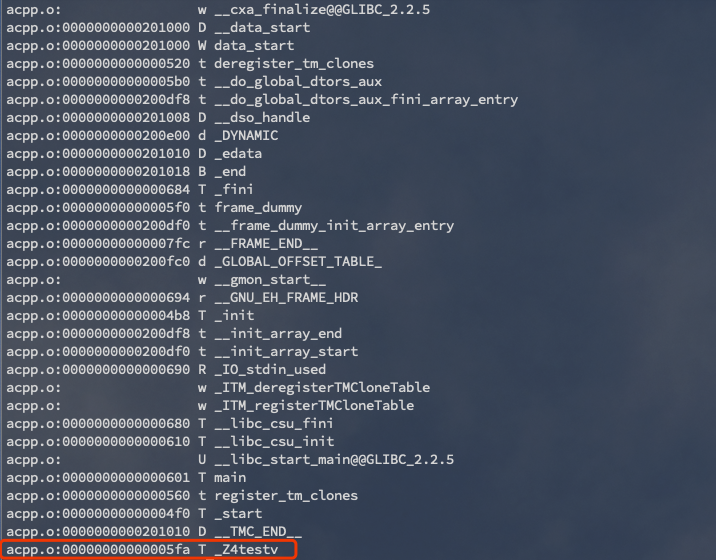 acpp.o:                 w __cxa_finalize@@GLIBC_2.2.5
acpp.o:0000000000201000 D __data_start
acpp.o:0000000000201000 W data_start
acpp.o:0000000000000520 t deregister_tm_clones
acpp.o:00000000000005b0 t __do_global_dtors_aux
acpp.o:0000000000200df8 t __do_global_dtors_aux_fini_array_entry
acpp.o:0000000000201008 D __dso_handle
acpp.o:0000000000200e00 d _DYNAMIC
acpp.o:0000000000201010 D _edata
acpp.o:0000000000201018 B _end
acpp.o:0000000000000684 T _fini
acpp.o:00000000000005f0 t frame_dummy
acpp.o:0000000000200df0 t __frame_dummy_init_array_entry
acpp.o:00000000000007fc r __FRAME_END__
acpp.o:0000000000200fc0 d _GLOBAL_OFFSET_TABLE_
acpp.o:                 w __gmon_start__
acpp.o:0000000000000694 r __GNU_EH_FRAME_HDR
acpp.o:00000000000004b8 T _init
acpp.o:0000000000200df8 t __init_array_end
acpp.o:0000000000200df0 t __init_array_start
acpp.o:0000000000000690 R _IO_stdin_used
acpp.o:                 w _ITM_deregisterTMCloneTable
acpp.o:                 w _ITM_registerTMCloneTable
acpp.o:0000000000000680 T __libc_csu_fini
acpp.o:0000000000000610 T __libc_csu_init
acpp.o:                 U __libc_start_main@@GLIBC_2.2.5
acpp.o:0000000000000601 T main
acpp.o:0000000000000560 t register_tm_clones
acpp.o:00000000000004f0 T _start
acpp.o:0000000000201010 D __TMC_END__
acpp.o:00000000000005fa T _Z4testv